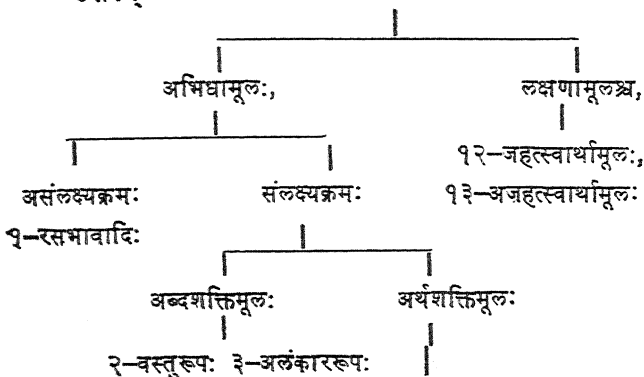 अभिधामूलः, लक्षणामूलश्च,
१२—जहत्स्वार्थामूलः,
असंलक्ष्यक्रमः संलक्ष्यक्रमः १३—अजहत्स्वार्थामूलः
१—रसभावादिः
अब्दशक्तिमूलः अर्थशक्तिमूलः
२—वस्तुरूपः ३—अलंकाररूपः